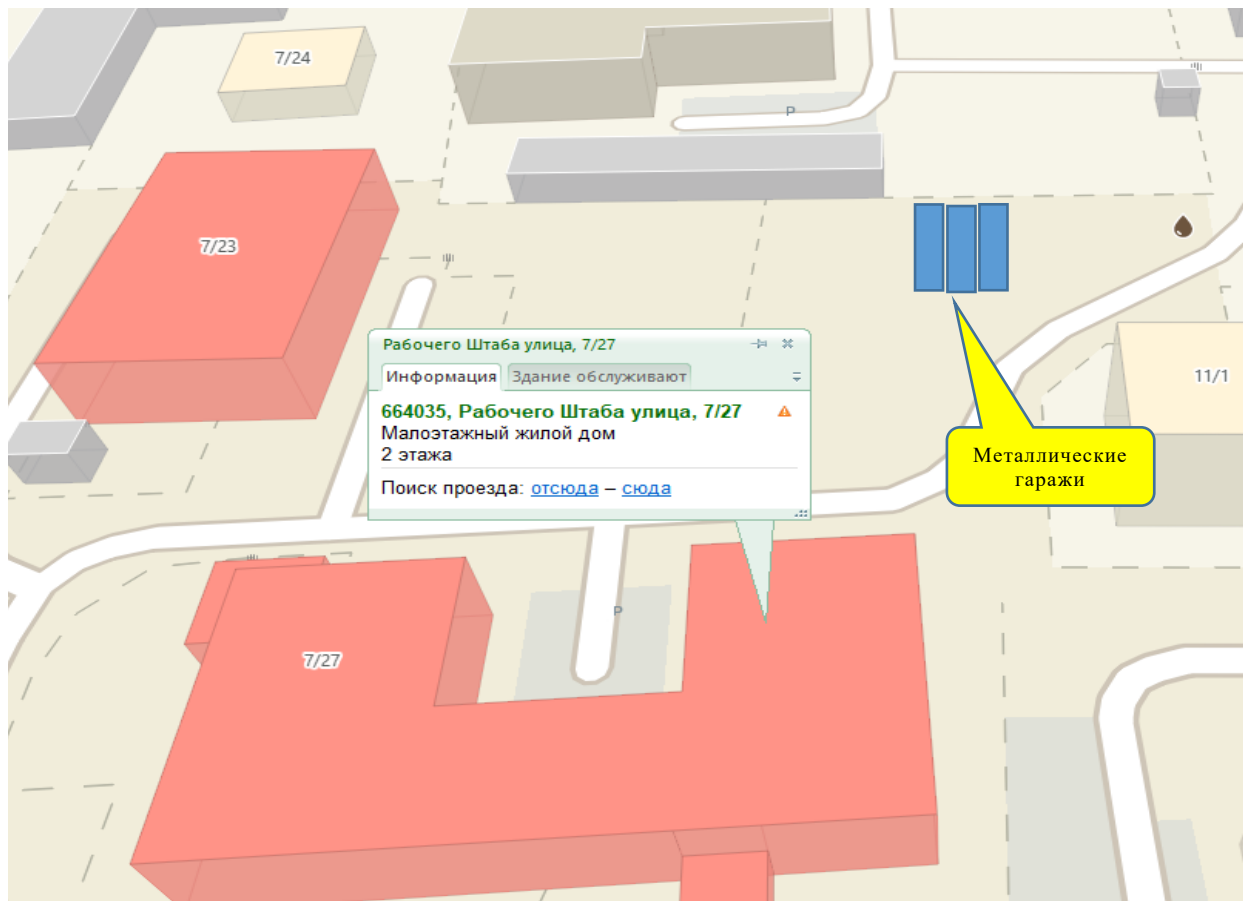 7/24
P
7/23
Рабочего Штаба улица, 7/27
Информация Здание обслуживают
664035, Рабочего Штаба улица, 7/27
Малоэтажный жилой дом
2 этажа
Поиск проезда: отсюда – сюда
11/1
Металлические
гаражи
P
7/27